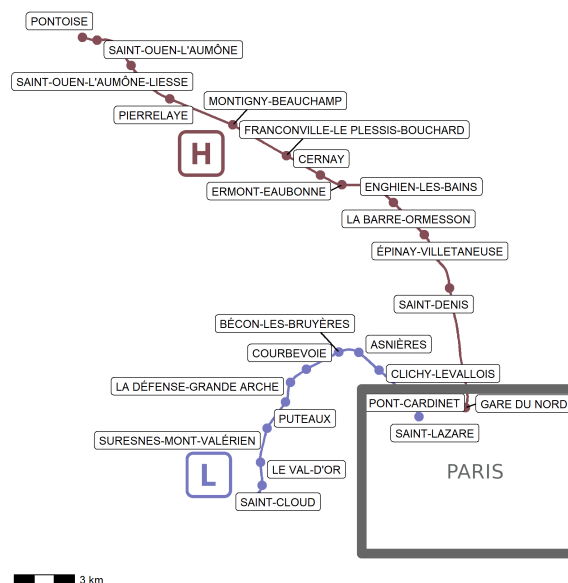 PONTOISE
SAINT-OUEN-L'AUMÔNE
SAINT-OUEN-L'AUMÔNE-LIESSE
MONTIGNY-BEAUCHAMP
PIERRELAYE
FRANCONVILLE-LE PLESSIS-BOUCHARD
H
CERNAY
ENGHIEN-LES-BAINS
ERMONT-EAUBONNE
LA BARRE-ORMESSON
ÉPINAY-VILLETANEUSE
SAINT-DENIS
BÉCON-LES-BRUYÈRES
ASNIÈRES
COURBEVOIE
CLICHY-LEVALLOIS
LA DÉFENSE-GRANDE ARCHE
PONT-CARDINET
GARE DU NORD
PUTEAUX
SAINT-LAZARE
SURESNES-MONT-VALÉRIEN
LE VAL-D'OR
L
PARIS
SAINT-CLOUD
3 km